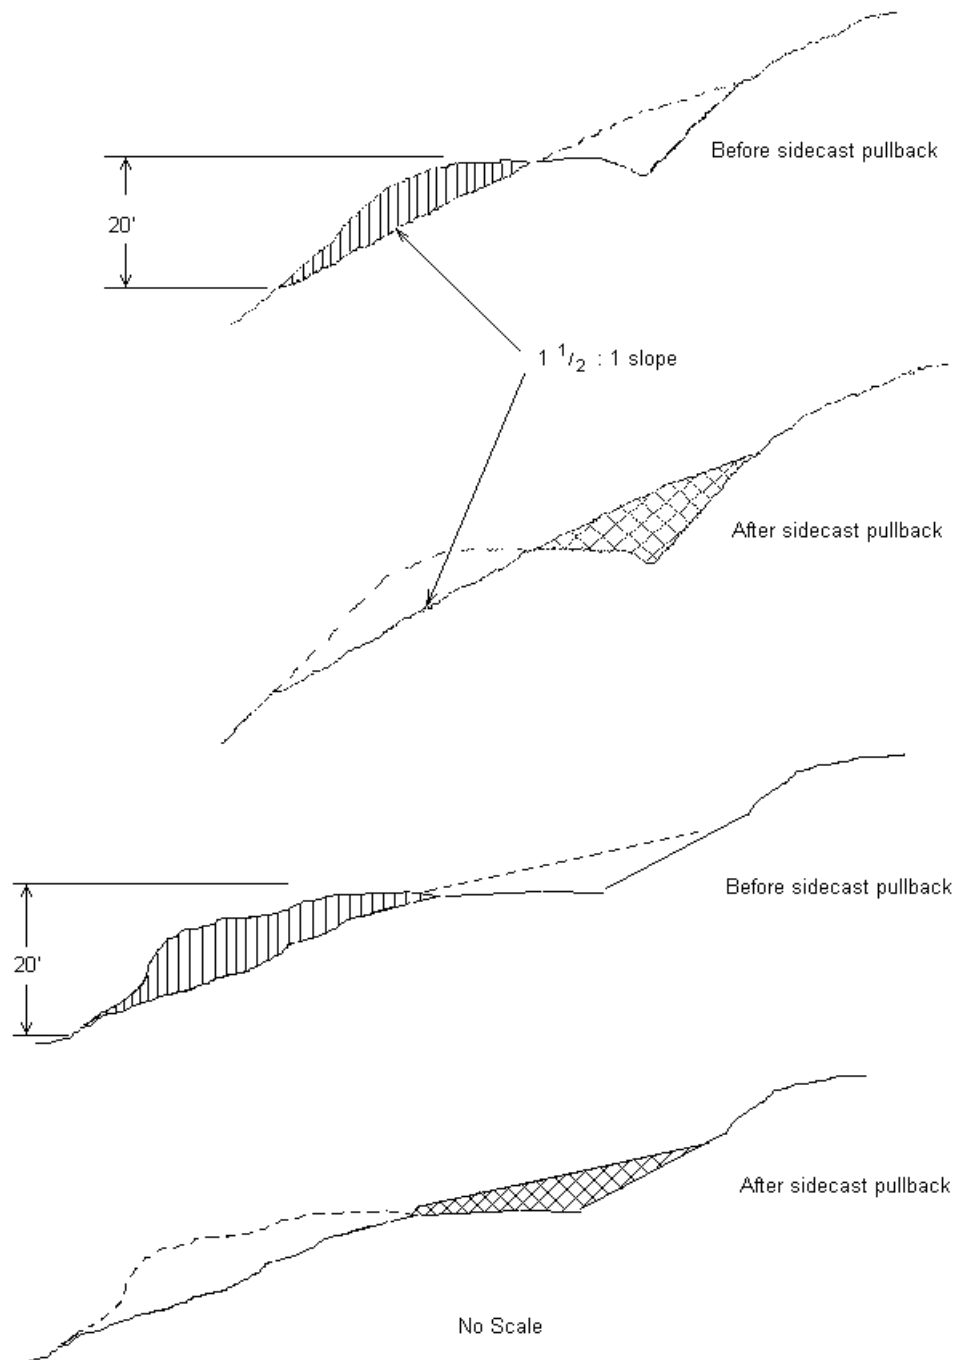 Before sidecast pullback
20'
1 1/2 : 1 slope
After sidecast pullback
Before sidecast pullback
20'
After sidecast pullback
No Scale